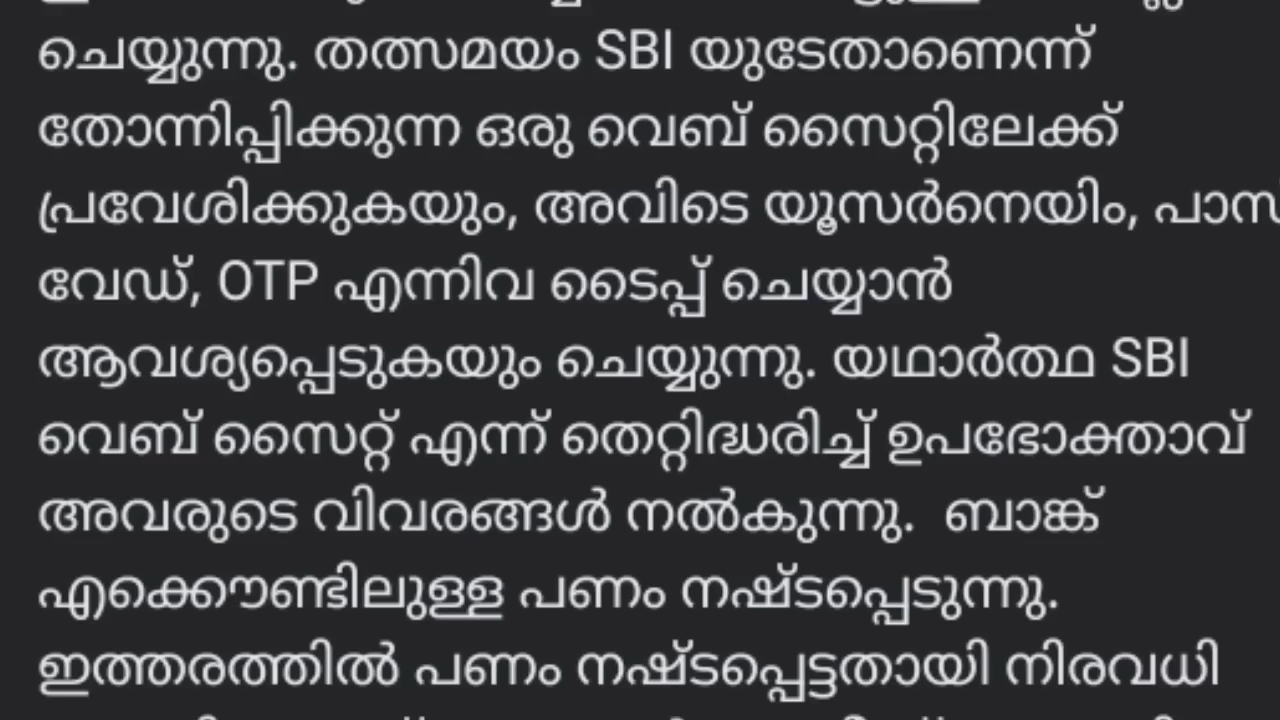 ചെയ്യുന്നു. തത്സമയം SBI യുടേതാണെന്ന്
തോന്നിപ്പിക്കുന്ന ഒരു വെബ് സൈറ്റിലേക്ക്
പ്രവേശിക്കുകയും, അവിടെ യൂസർനെയിം, പാസ
വേഡ്, OTP എന്നിവ ടൈപ്പ് ചെയ്യാൻ
ആവശ്യപ്പെടുകയും ചെയ്യുന്നു. യഥാർത്ഥ SBI
വെബ് സൈറ്റ് എന്ന് തെറ്റിദ്ധരിച്ച് ഉപഭോക്താവ്
അവരുടെ വിവരങ്ങൾ നൽകുന്നു. ബാങ്ക്
എക്കൌണ്ടിലുള്ള പണം നഷ്ടപ്പെടുന്നു.
ഇത്തരത്തിൽ പണം നഷ്ടപ്പെട്ടതായി നിരവധി